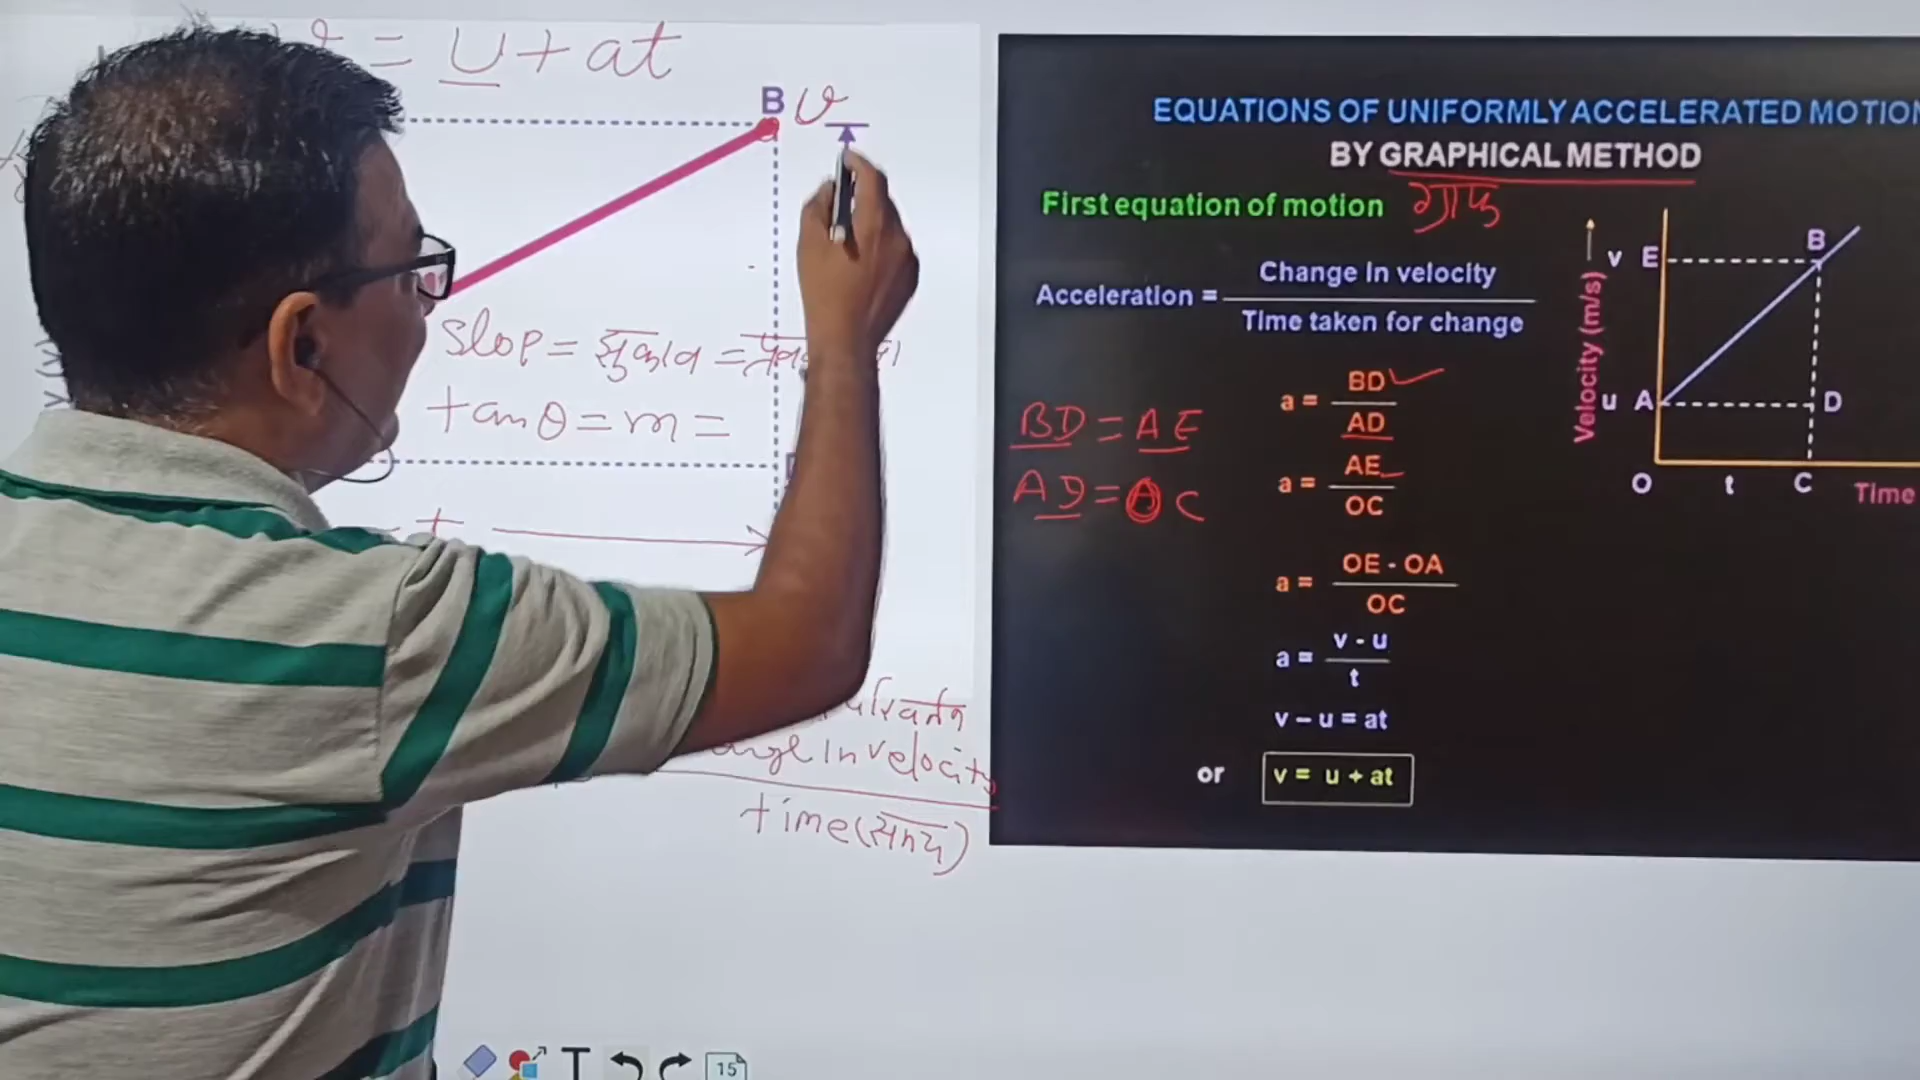 = u + at
B v
slop = झुकाव =
tanθ = m =
t
परिवर्तन
in velocity
time (समय)
15
EQUATIONS OF UNIFORMLY ACCELERATED MOTION
BY GRAPHICAL METHOD
First equation of motion ग्राफ
Acceleration = Change in velocity
Time taken for change
a = BD
AD
BD = AE
AD = OC
a = AE
OC
a = OE - OA
OC
a = v - u
t
v – u = at
or v = u + at
Velocity (m/s)
v E B
u A D
O t C Time